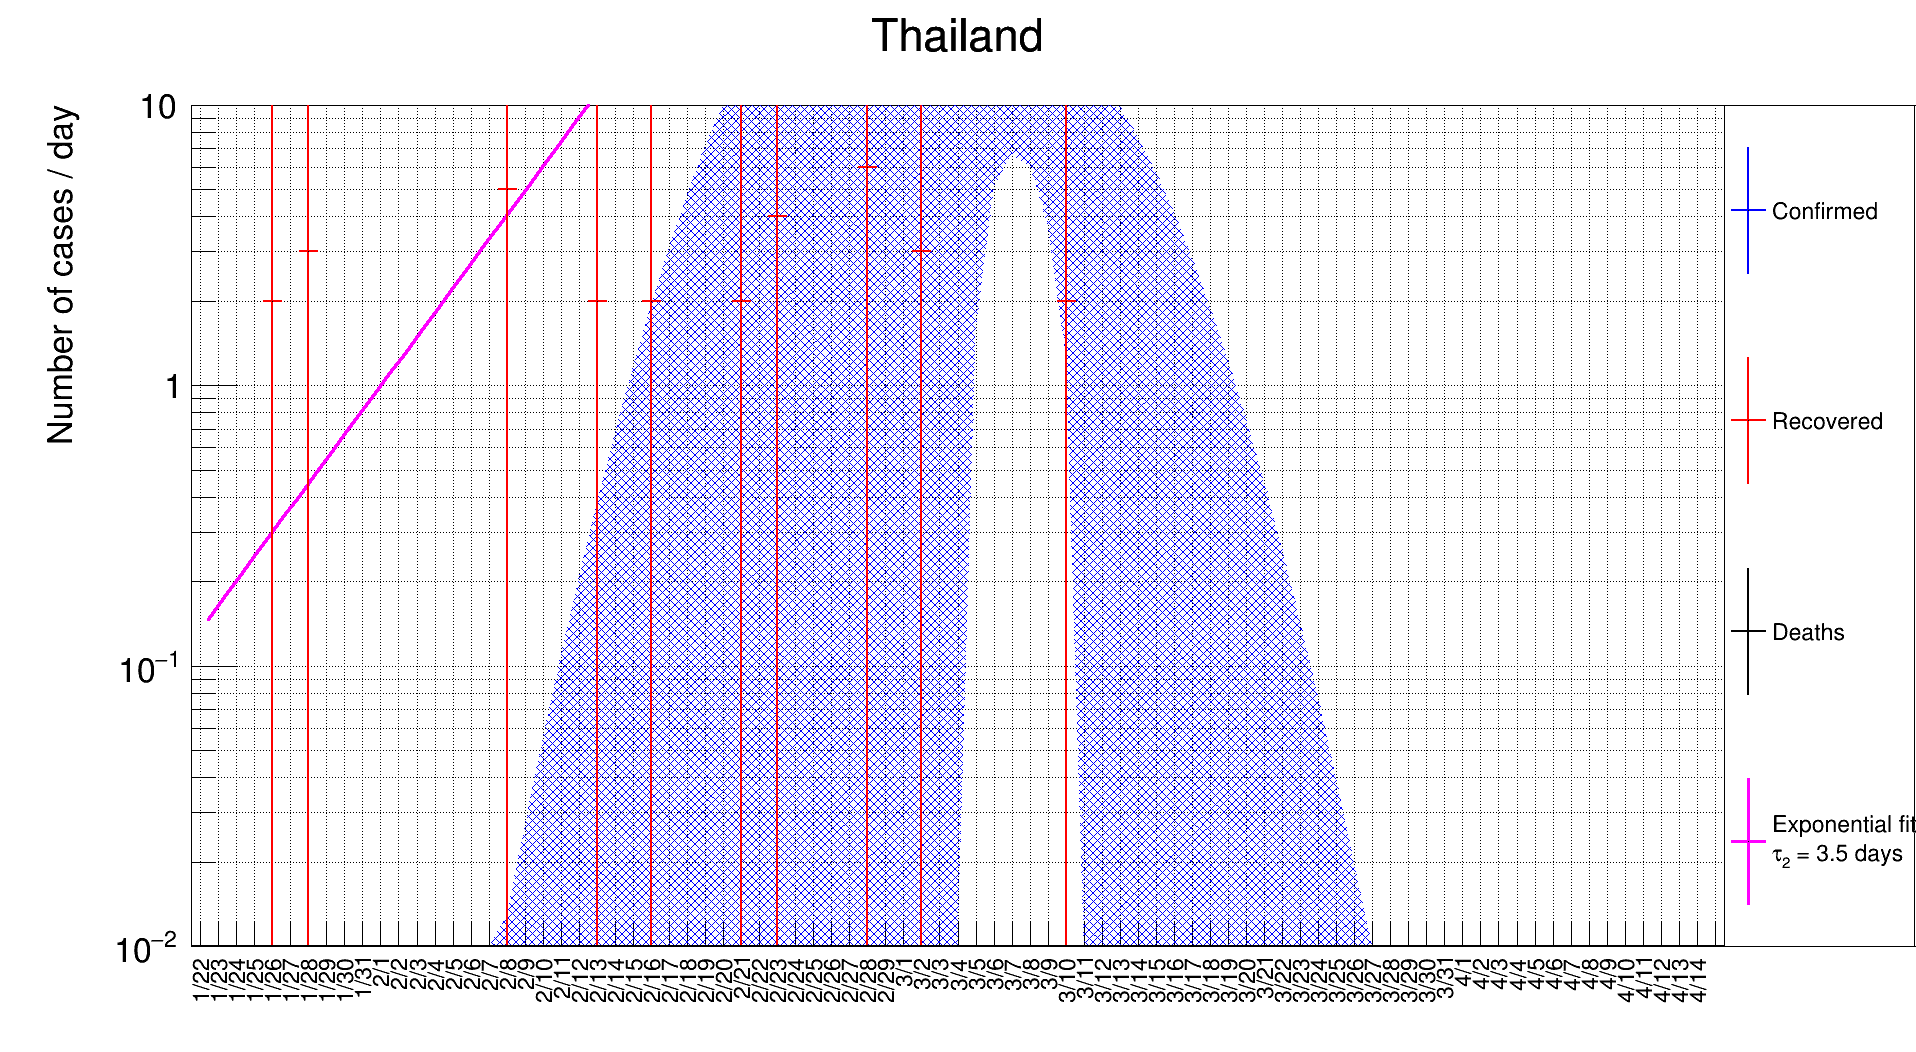 Thailand
Number of cases / day
10
1
10⁻¹
10⁻²
1/22 1/23 1/24 1/25 1/26 1/27 1/28 1/29 1/30 1/31 2/1 2/2 2/3 2/4 2/5 2/6 2/7 2/8 2/9 2/10 2/11 2/12 2/13 2/14 2/15 2/16 2/17 2/18 2/19 2/20 2/21 2/22 2/23 2/24 2/25 2/26 2/27 2/28 2/29 3/1 3/2 3/3 3/4 3/5 3/6 3/7 3/8 3/9 3/10 3/11 3/12 3/13 3/14 3/15 3/16 3/17 3/18 3/19 3/20 3/21 3/22 3/23 3/24 3/25 3/26 3/27 3/28 3/29 3/30 3/31 4/1 4/2 4/3 4/4 4/5 4/6 4/7 4/8 4/9 4/10 4/11 4/12 4/13 4/14
Confirmed
Recovered
Deaths
Exponential fit
τ₂ = 3.5 days